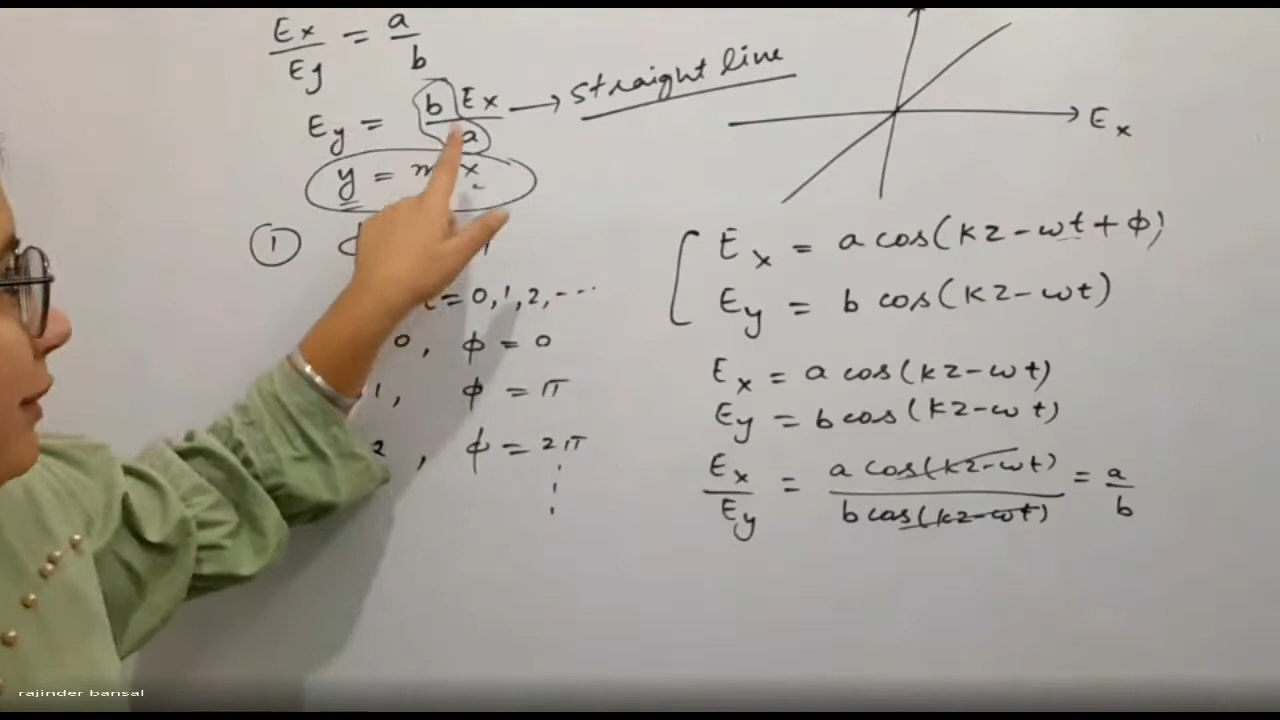 Ex/Ey = a/b
Ey = b Ex/a → straight line
y = m x
Ex
①
= 0, 1, 2, ---
0, ϕ = 0
1, ϕ = π
2, ϕ = 2π
Ex = a cos(kz - ωt + ϕ)
Ey = b cos(kz - ωt)
Ex = a cos(kz - ωt)
Ey = b cos(kz - ωt)
Ex/Ey = a cos(kz - ωt)/b cos(kz - ωt) = a/b
rajinder bansal